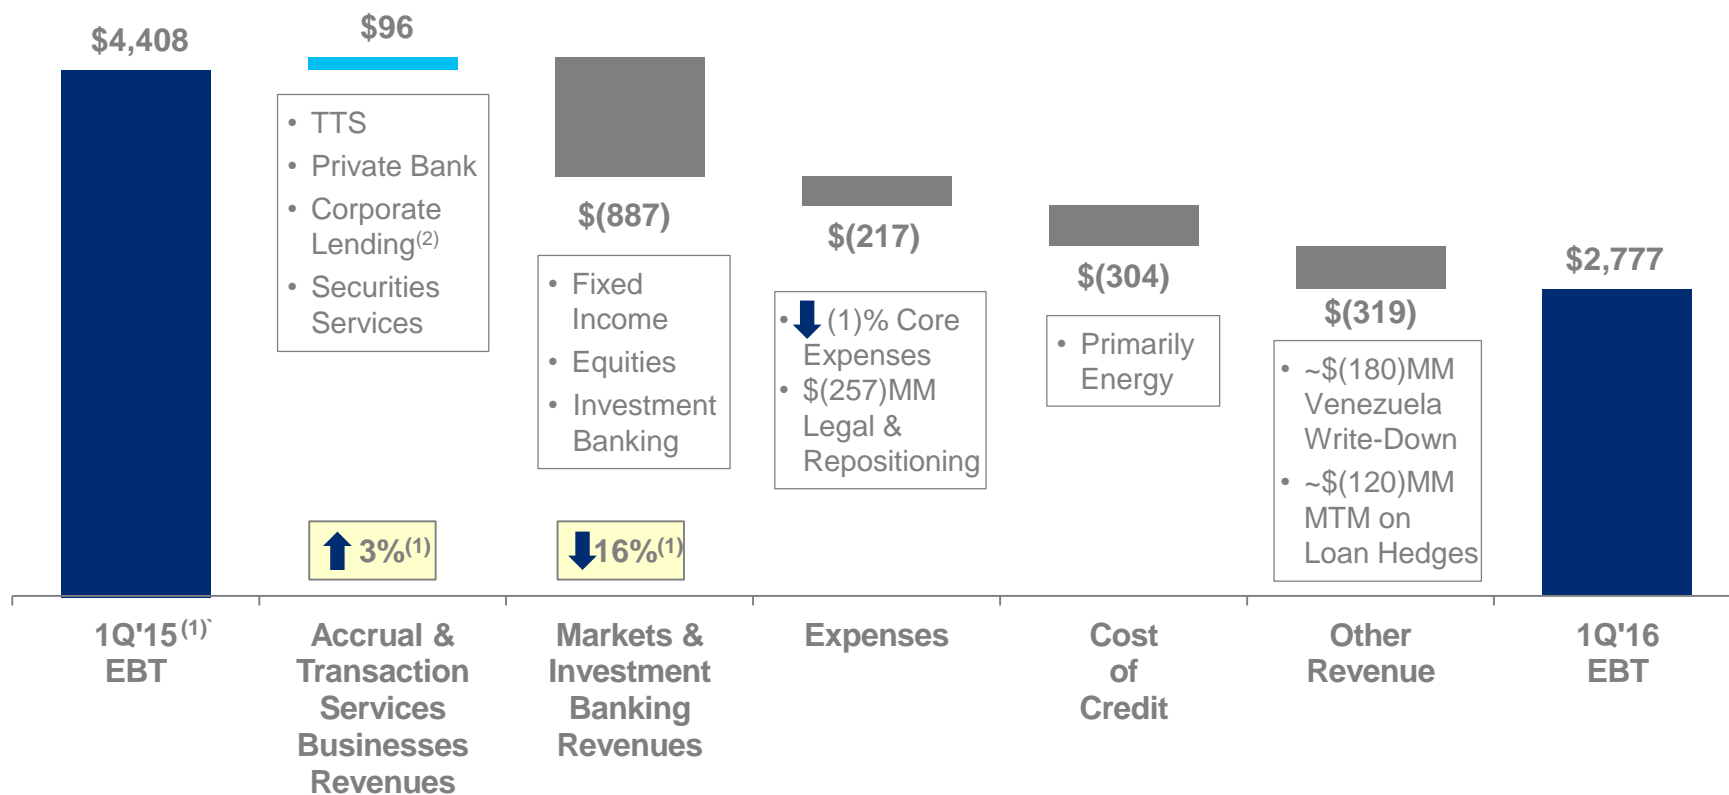 $4,408
$96
• TTS
• Private Bank
• Corporate
Lending(2)
• Securities
Services
$(887)
• Fixed
Income
• Equities
• Investment
Banking
$(217)
• (1)% Core
Expenses
• $(257)MM
Legal &
Repositioning
$(304)
• Primarily
Energy
$(319)
• ~$(180)MM
Venezuela
Write-Down
• ~$(120)MM
MTM on
Loan Hedges
$2,777
3%(1)
16%(1)
1Q'15(1)`
EBT
Accrual &
Transaction
Services
Businesses
Revenues
Markets &
Investment
Banking
Revenues
Expenses
Cost
of
Credit
Other
Revenue
1Q'16
EBT